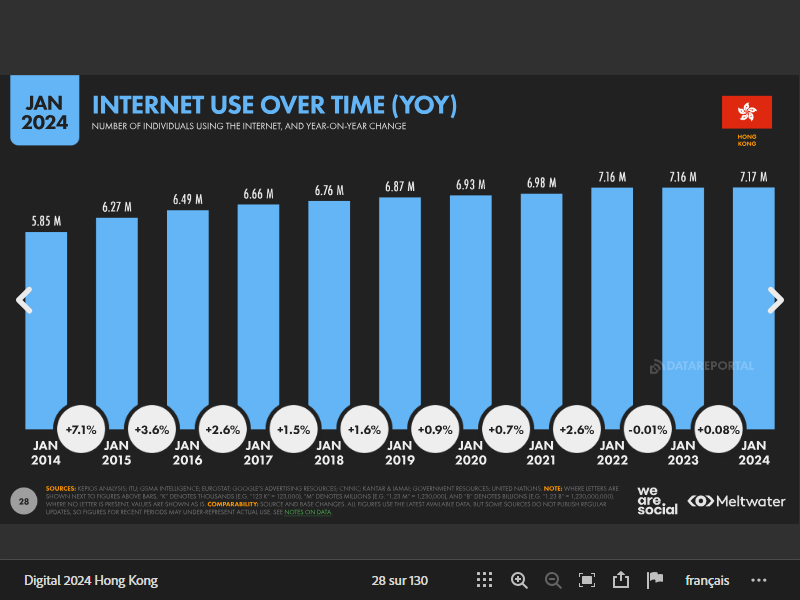 JAN
2024
INTERNET USE OVER TIME (YOY)
NUMBER OF INDIVIDUALS USING THE INTERNET, AND YEAR-ON-YEAR CHANGE
HONG
KONG
5.85 M
6.27 M
6.49 M
6.66 M
6.76 M
6.87 M
6.93 M
6.98 M
7.16 M
7.16 M
7.17 M
DATAREPORTAL
+7.1%
+3.6%
+2.6%
+1.5%
+1.6%
+0.9%
+0.7%
+2.6%
-0.01%
+0.08%
JAN
2014
JAN
2015
JAN
2016
JAN
2017
JAN
2018
JAN
2019
JAN
2020
JAN
2021
JAN
2022
JAN
2023
JAN
2024
28
SOURCES: KEPIOS ANALYSIS; ITU; GSMA INTELLIGENCE; EUROSTAT; GOOGLE'S ADVERTISING RESOURCES; CNNIC; KANTAR & IAMAI; GOVERNMENT RESOURCES; UNITED NATIONS. NOTE: WHERE LETTERS ARE
SHOWN NEXT TO FIGURES ABOVE BARS, "K" DENOTES THOUSANDS (E.G. "123 K" = 123,000), "M" DENOTES MILLIONS (E.G. "1.23 M" = 1,230,000), AND "B" DENOTES BILLIONS (E.G. "1.23 B" = 1,230,000,000).
WHERE NO LETTER IS PRESENT, VALUES ARE SHOWN AS IS. COMPARABILITY: SOURCE AND BASE CHANGES. ALL FIGURES USE THE LATEST AVAILABLE DATA, BUT SOME SOURCES DO NOT PUBLISH REGULAR
UPDATES, SO FIGURES FOR RECENT PERIODS MAY UNDER-REPRESENT ACTUAL USE. SEE NOTES ON DATA.
we
are.
social
Meltwater
Digital 2024 Hong Kong
28 sur 130
français